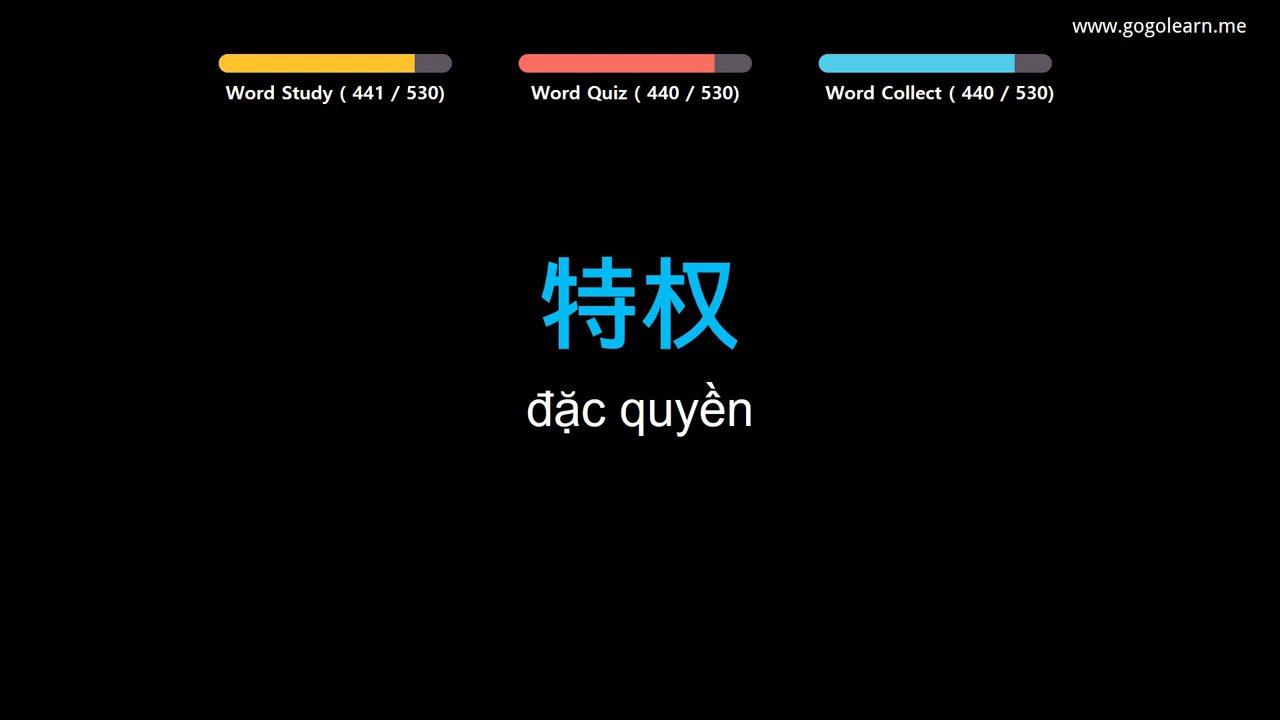 www.gogolearn.me
Word Study ( 441 / 530)
Word Quiz ( 440 / 530)
Word Collect ( 440 / 530)
特权
đặc quyền